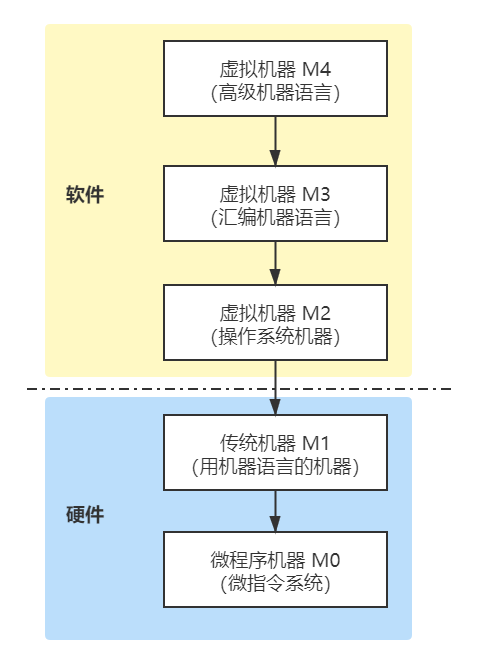 虚拟机器 M4
（高级机器语言）
软件
虚拟机器 M3
（汇编机器语言）
虚拟机器 M2
（操作系统机器）
传统机器 M1
（用机器语言的机器）
硬件
微程序机器 M0
（微指令系统）